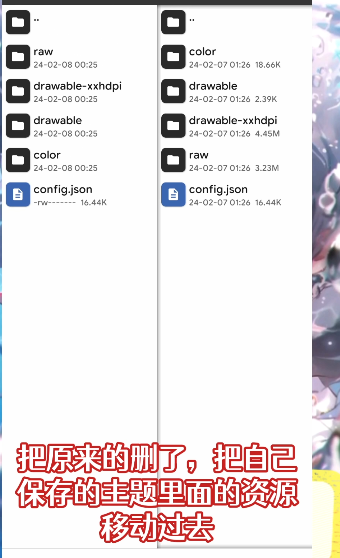 ..
raw
24-02-08 00:25
drawable-xxhdpi
24-02-08 00:25
drawable
24-02-08 00:25
color
24-02-08 00:25
config.json
-rw------- 16.44K
..
color
24-02-07 01:26 18.66K
drawable
24-02-07 01:26 2.39K
drawable-xxhdpi
24-02-07 01:26 4.45M
raw
24-02-07 01:26 3.23M
config.json
24-02-07 01:26 16.44K
把原来的删了，把自己
保存的主题里面的资源
移动过去